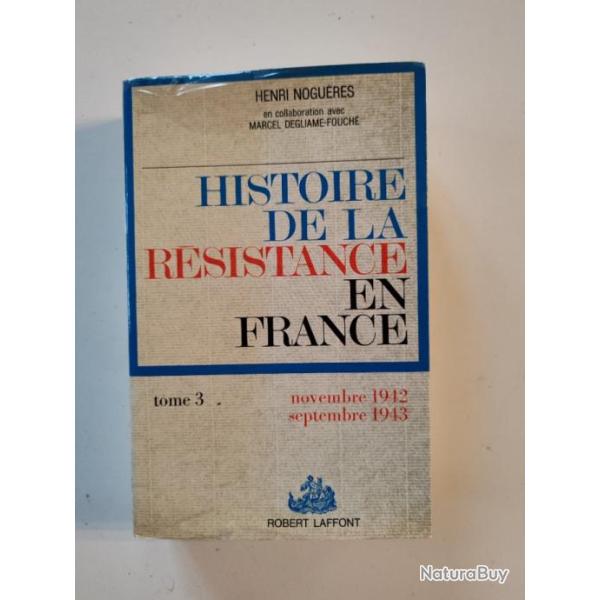 HENRI NOGUÈRES
en collaboration avec
MARCEL DEGLIAME-FOUCHÉ
HISTOIRE
DE LA
RÉSISTANCE
EN
FRANCE
tome 3
novembre 1942
septembre 1943
ROBERT LAFFONT
NaturaBuy